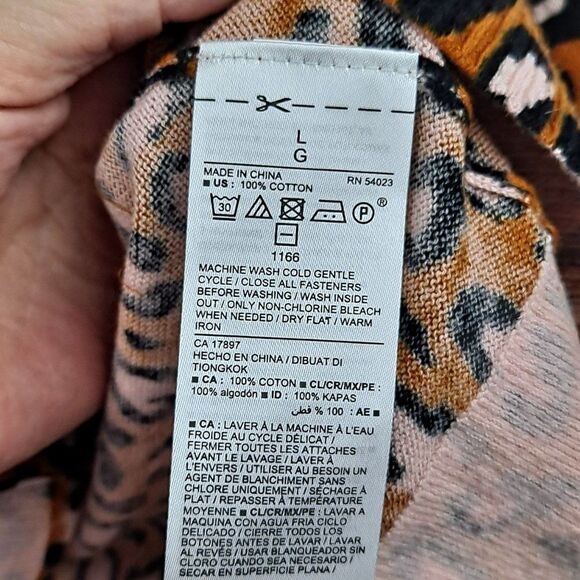 L
G
MADE IN CHINA RN 54023
■ US : 100% COTTON
30 P ®
1166
MACHINE WASH COLD GENTLE
CYCLE / CLOSE ALL FASTENERS
BEFORE WASHING / WASH INSIDE
OUT / ONLY NON-CHLORINE BLEACH
WHEN NEEDED / DRY FLAT / WARM
IRON
CA 17897
HECHO EN CHINA / DIBUAT DI
TIONGKOK
■ CA : 100% COTON ■ CL/CR/MX/PE :
100% algodón ■ ID : 100% KAPAS
■ AE : 100 % قطن
■ CA : LAVER À LA MACHINE À L'EAU
FROIDE AU CYCLE DÉLICAT /
FERMER TOUTES LES ATTACHES
AVANT LE LAVAGE / LAVER À
L'ENVERS / UTILISER AU BESOIN UN
AGENT DE BLANCHIMENT SANS
CHLORE UNIQUEMENT / SÉCHAGE À
PLAT / REPASSER À TEMPÉRATURE
MOYENNE ■ CL/CR/MX/PE : LAVAR A
MAQUINA CON AGUA FRIA CICLO
DELICADO / CIERRE TODOS LOS
BOTONES ANTES DE LAVAR / LAVAR
AL REVÉS / USAR BLANQUEADOR SIN
CLORO CUANDO SEA NECESARIO /
SECAR EN SUPERFICIE PLANA /